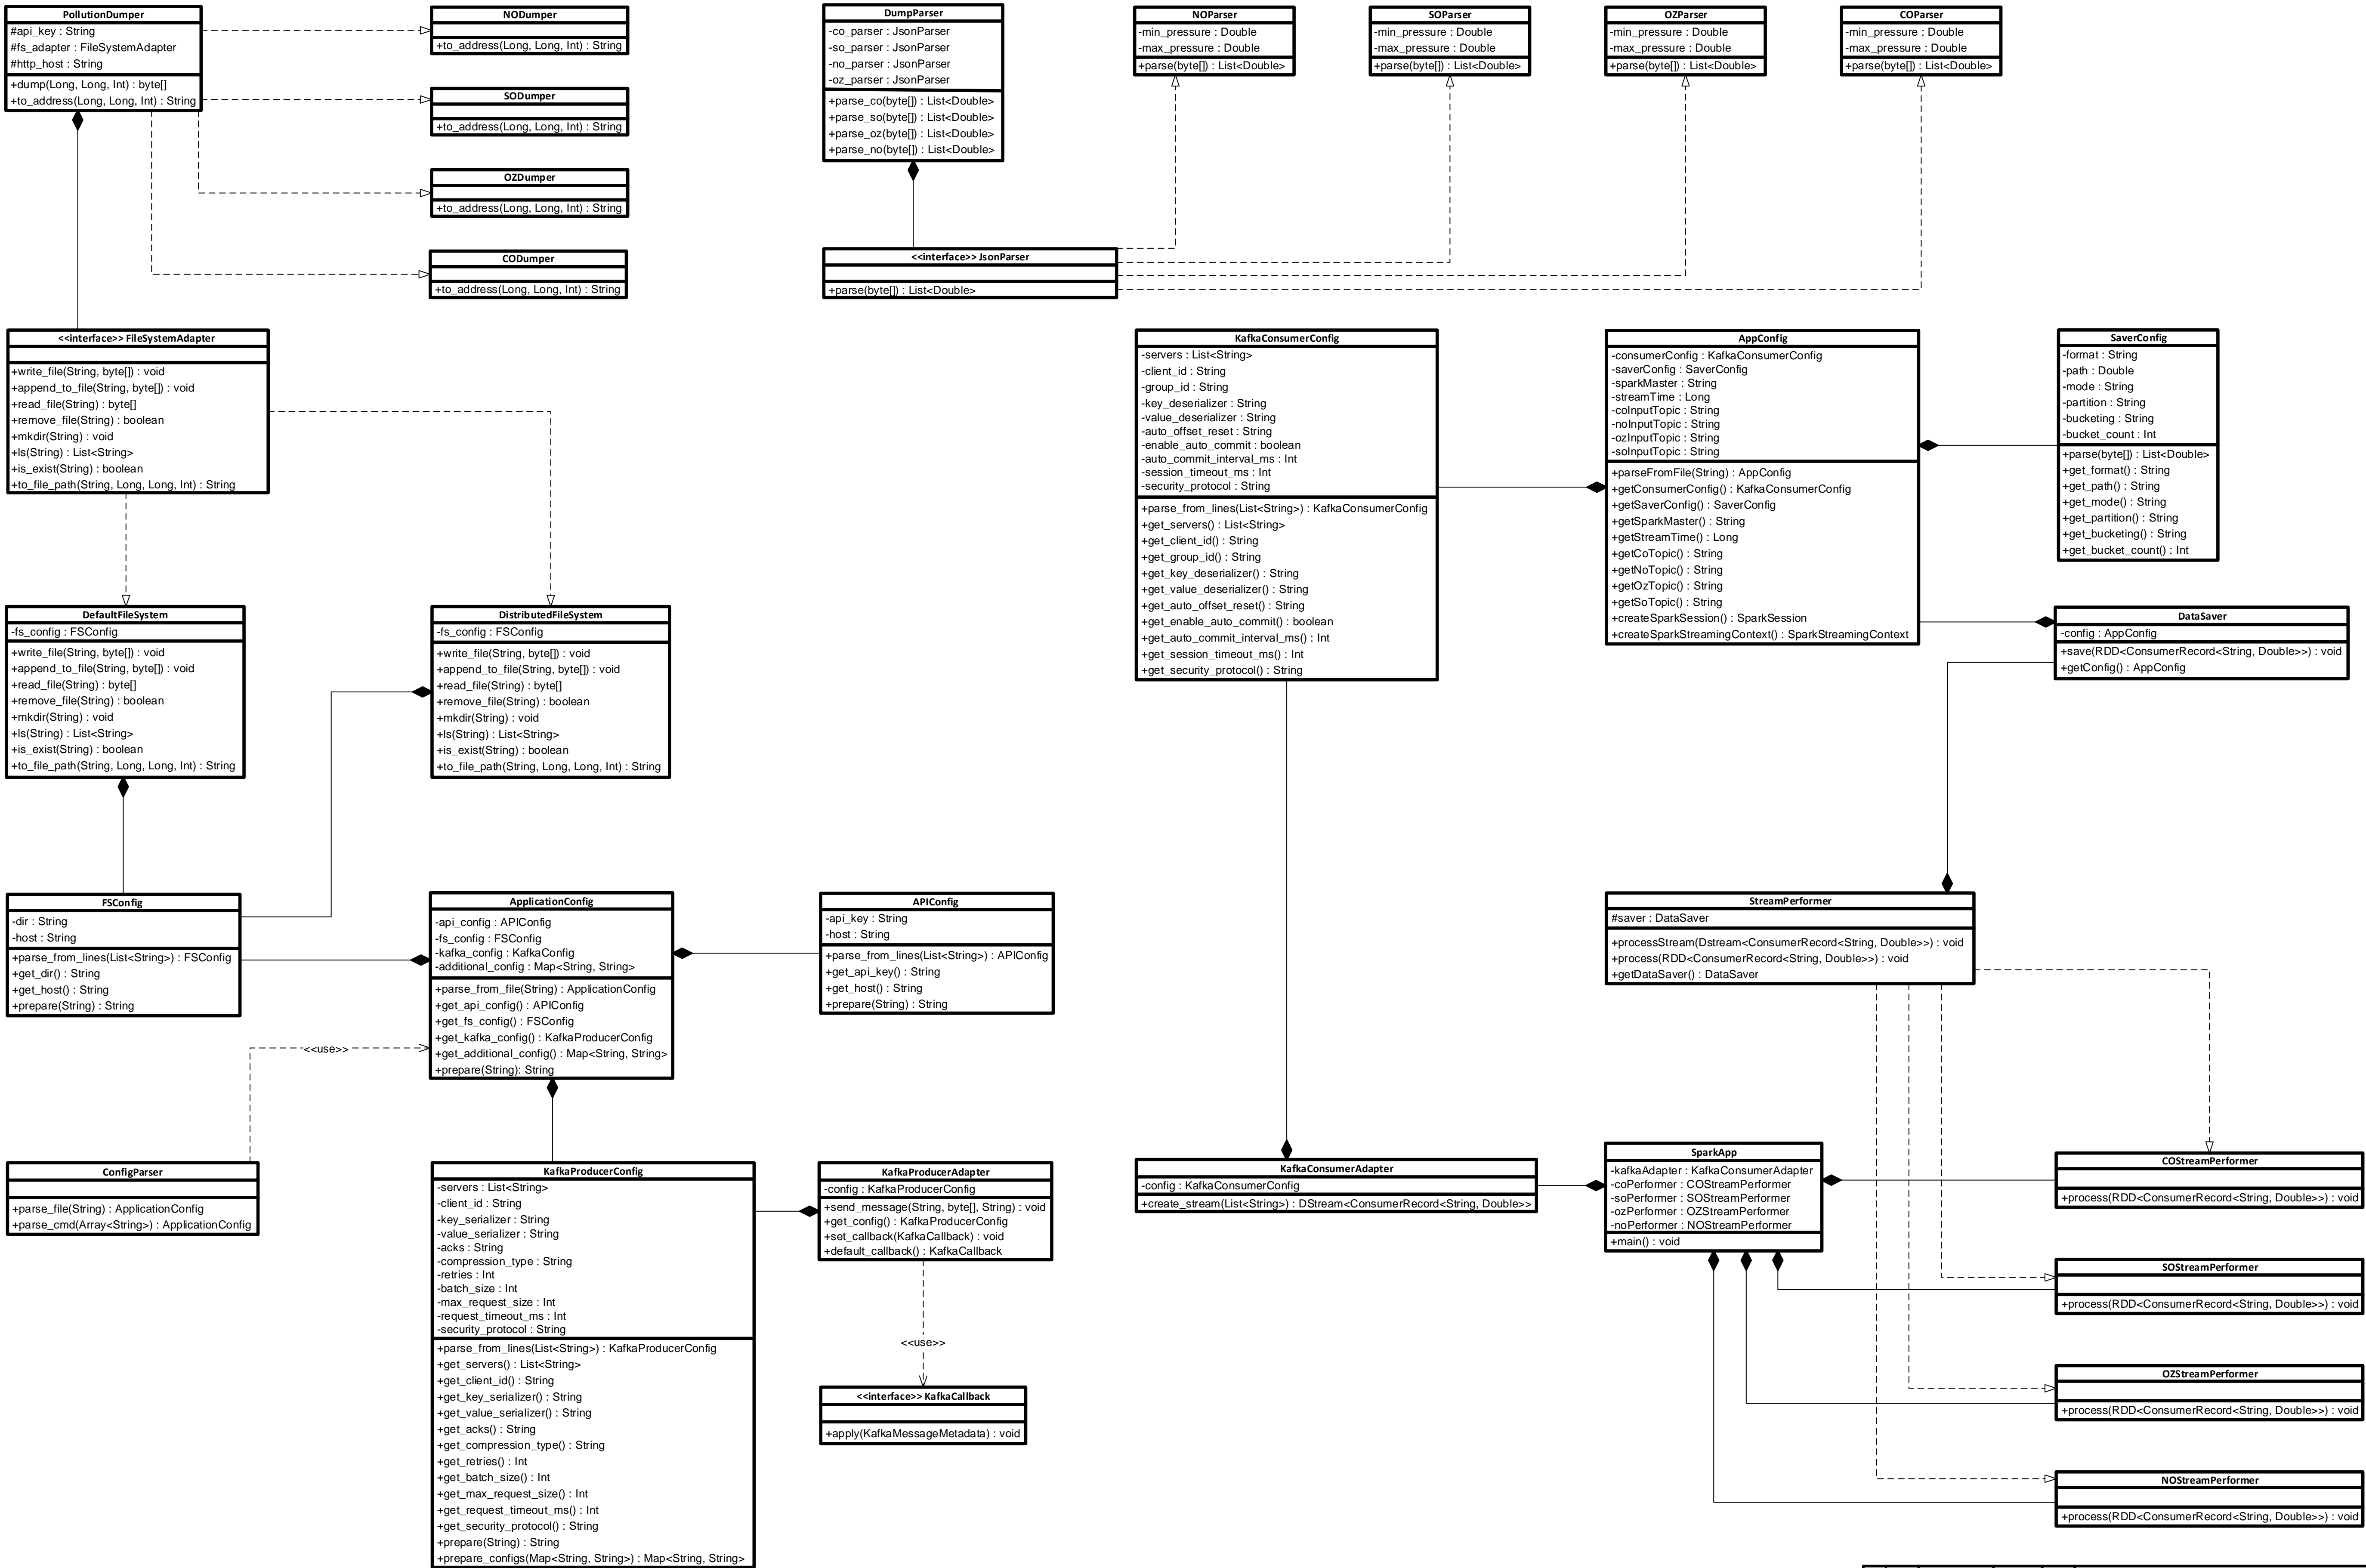 PollutionDumper
#api_key : String
#fs_adapter : FileSystemAdapter
#http_host : String
+dump(Long, Long, Int) : byte[]
+to_address(Long, Long, Int) : String
NODumper
+to_address(Long, Long, Int) : String
SODumper
+to_address(Long, Long, Int) : String
OZDumper
+to_address(Long, Long, Int) : String
CODumper
+to_address(Long, Long, Int) : String
DumpParser
-co_parser : JsonParser
-so_parser : JsonParser
-no_parser : JsonParser
-oz_parser : JsonParser
+parse_co(byte[]) : List<Double>
+parse_so(byte[]) : List<Double>
+parse_oz(byte[]) : List<Double>
+parse_no(byte[]) : List<Double>
NOParser
-min_pressure : Double
-max_pressure : Double
+parse(byte[]) : List<Double>
SOParser
-min_pressure : Double
-max_pressure : Double
+parse(byte[]) : List<Double>
OZParser
-min_pressure : Double
-max_pressure : Double
+parse(byte[]) : List<Double>
COParser
-min_pressure : Double
-max_pressure : Double
+parse(byte[]) : List<Double>
<<interface>> JsonParser
+parse(byte[]) : List<Double>
<<interface>> FileSystemAdapter
+write_file(String, byte[]) : void
+append_to_file(String, byte[]) : void
+read_file(String) : byte[]
+remove_file(String) : boolean
+mkdir(String) : void
+ls(String) : List<String>
+is_exist(String) : boolean
+to_file_path(String, Long, Long, Int) : String
KafkaConsumerConfig
-servers : List<String>
-client_id : String
-group_id : String
-key_deserializer : String
-value_deserializer : String
-auto_offset_reset : String
-enable_auto_commit : boolean
-auto_commit_interval_ms : Int
-session_timeout_ms : Int
-security_protocol : String
+parse_from_lines(List<String>) : KafkaConsumerConfig
+get_servers() : List<String>
+get_client_id() : String
+get_group_id() : String
+get_key_deserializer() : String
+get_value_deserializer() : String
+get_auto_offset_reset() : String
+get_enable_auto_commit() : boolean
+get_auto_commit_interval_ms() : Int
+get_session_timeout_ms() : Int
+get_security_protocol() : String
AppConfig
-consumerConfig : KafkaConsumerConfig
-saverConfig : SaverConfig
-sparkMaster : String
-streamTime : Long
-coInputTopic : String
-noInputTopic : String
-ozInputTopic : String
-soInputTopic : String
+parseFromFile(String) : AppConfig
+getConsumerConfig() : KafkaConsumerConfig
+getSaverConfig() : SaverConfig
+getSparkMaster() : String
+getStreamTime() : Long
+getCoTopic() : String
+getNoTopic() : String
+getOzTopic() : String
+getSoTopic() : String
+createSparkSession() : SparkSession
+createSparkStreamingContext() : SparkStreamingContext
SaverConfig
-format : String
-path : Double
-mode : String
-partition : String
-bucketing : String
-bucket_count : Int
+parse(byte[]) : List<Double>
+get_format() : String
+get_path() : String
+get_mode() : String
+get_partition() : String
+get_bucketing() : String
+get_bucket_count() : Int
DefaultFileSystem
-fs_config : FSConfig
+write_file(String, byte[]) : void
+append_to_file(String, byte[]) : void
+read_file(String) : byte[]
+remove_file(String) : boolean
+mkdir(String) : void
+ls(String) : List<String>
+is_exist(String) : boolean
+to_file_path(String, Long, Long, Int) : String
DistributedFileSystem
-fs_config : FSConfig
+write_file(String, byte[]) : void
+append_to_file(String, byte[]) : void
+read_file(String) : byte[]
+remove_file(String) : boolean
+mkdir(String) : void
+ls(String) : List<String>
+is_exist(String) : boolean
+to_file_path(String, Long, Long, Int) : String
DataSaver
-config : AppConfig
+save(RDD<ConsumerRecord<String, Double>>) : void
+getConfig() : AppConfig
FSConfig
-dir : String
-host : String
+parse_from_lines(List<String>) : FSConfig
+get_dir() : String
+get_host() : String
+prepare(String) : String
ApplicationConfig
-api_config : APIConfig
-fs_config : FSConfig
-kafka_config : KafkaConfig
-additional_config : Map<String, String>
+parse_from_file(String) : ApplicationConfig
+get_api_config() : APIConfig
+get_fs_config() : FSConfig
+get_kafka_config() : KafkaProducerConfig
+get_additional_config() : Map<String, String>
+prepare(String): String
APIConfig
-api_key : String
-host : String
+parse_from_lines(List<String>) : APIConfig
+get_api_key() : String
+get_host() : String
+prepare(String) : String
StreamPerformer
#saver : DataSaver
+processStream(Dstream<ConsumerRecord<String, Double>>) : void
+process(RDD<ConsumerRecord<String, Double>>) : void
+getDataSaver() : DataSaver
<<use>>
ConfigParser
+parse_file(String) : ApplicationConfig
+parse_cmd(Array<String>) : ApplicationConfig
KafkaProducerConfig
-servers : List<String>
-client_id : String
-key_serializer : String
-value_serializer : String
-acks : String
-compression_type : String
-retries : Int
-batch_size : Int
-max_request_size : Int
-request_timeout_ms : Int
-security_protocol : String
+parse_from_lines(List<String>) : KafkaProducerConfig
+get_servers() : List<String>
+get_client_id() : String
+get_key_serializer() : String
+get_value_serializer() : String
+get_acks() : String
+get_compression_type() : String
+get_retries() : Int
+get_batch_size() : Int
+get_max_request_size() : Int
+get_request_timeout_ms() : Int
+get_security_protocol() : String
+prepare(String) : String
+prepare_configs(Map<String, String>) : Map<String, String>
KafkaProducerAdapter
-config : KafkaProducerConfig
+send_message(String, byte[], String) : void
+get_config() : KafkaProducerConfig
+set_callback(KafkaCallback) : void
+default_callback() : KafkaCallback
<<use>>
<<interface>> KafkaCallback
+apply(KafkaMessageMetadata) : void
KafkaConsumerAdapter
-config : KafkaConsumerConfig
+create_stream(List<String>) : DStream<ConsumerRecord<String, Double>>
SparkApp
-kafkaAdapter : KafkaConsumerAdapter
-coPerformer : COStreamPerformer
-soPerformer : SOStreamPerformer
-ozPerformer : OZStreamPerformer
-noPerformer : NOStreamPerformer
+main() : void
COStreamPerformer
+process(RDD<ConsumerRecord<String, Double>>) : void
SOStreamPerformer
+process(RDD<ConsumerRecord<String, Double>>) : void
OZStreamPerformer
+process(RDD<ConsumerRecord<String, Double>>) : void
NOStreamPerformer
+process(RDD<ConsumerRecord<String, Double>>) : void